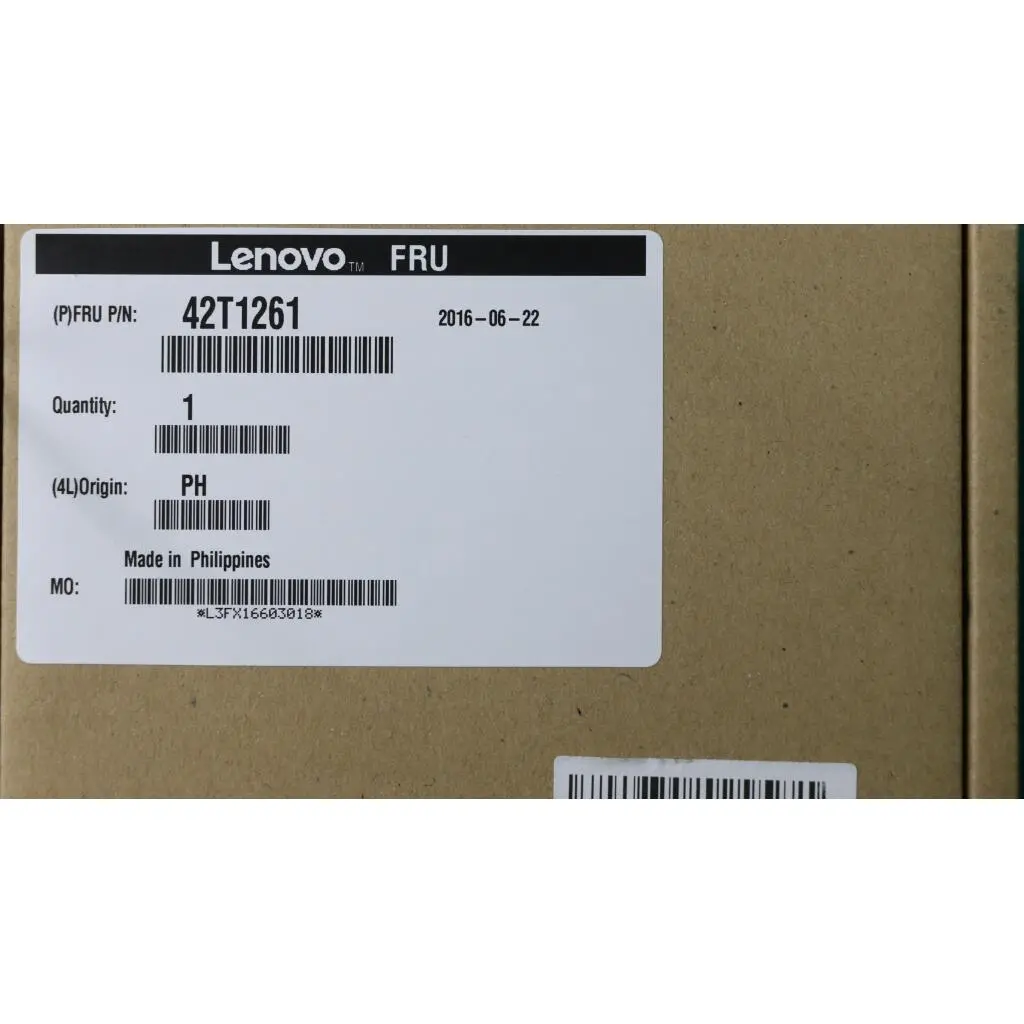 Lenovo™ FRU
(P)FRU P/N: 42T1261 2016-06-22
Quantity: 1
(4L)Origin: PH
Made in Philippines
MO:
*L3FX16603018*